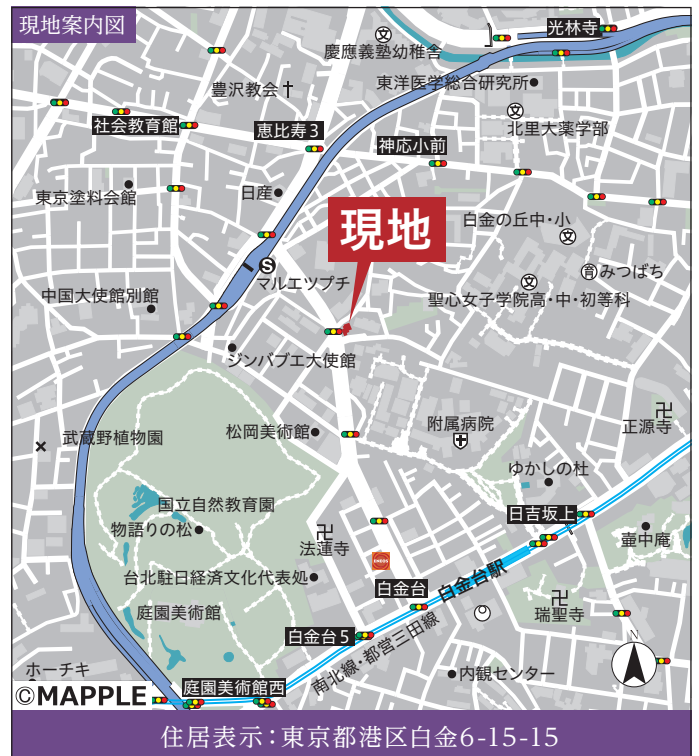 現地案内図
光林寺
慶應義塾幼稚舎
文
東洋医学総合研究所
豊沢教会
文
北里大薬学部
社会教育館
恵比寿3
神応小前
東京塗料会館
日産
現地
白金の丘中・小
文
S
マルエツプチ
育
みつばち
文
聖心女子学院高・中・初等科
中国大使館別館
ジンバブエ大使館
松岡美術館
附属病院
正源寺
武蔵野植物園
ゆかしの杜
国立自然教育園
日吉坂上
物語りの松
法蓮寺
壷中庵
ENEOS
白金台駅
台北駐日経済文化代表処
白金台
瑞聖寺
庭園美術館
白金台5
南北線・都営三田線
N
ホーチキ
内観センター
庭園美術館西
©MAPPLE
住居表示:東京都港区白金6-15-15